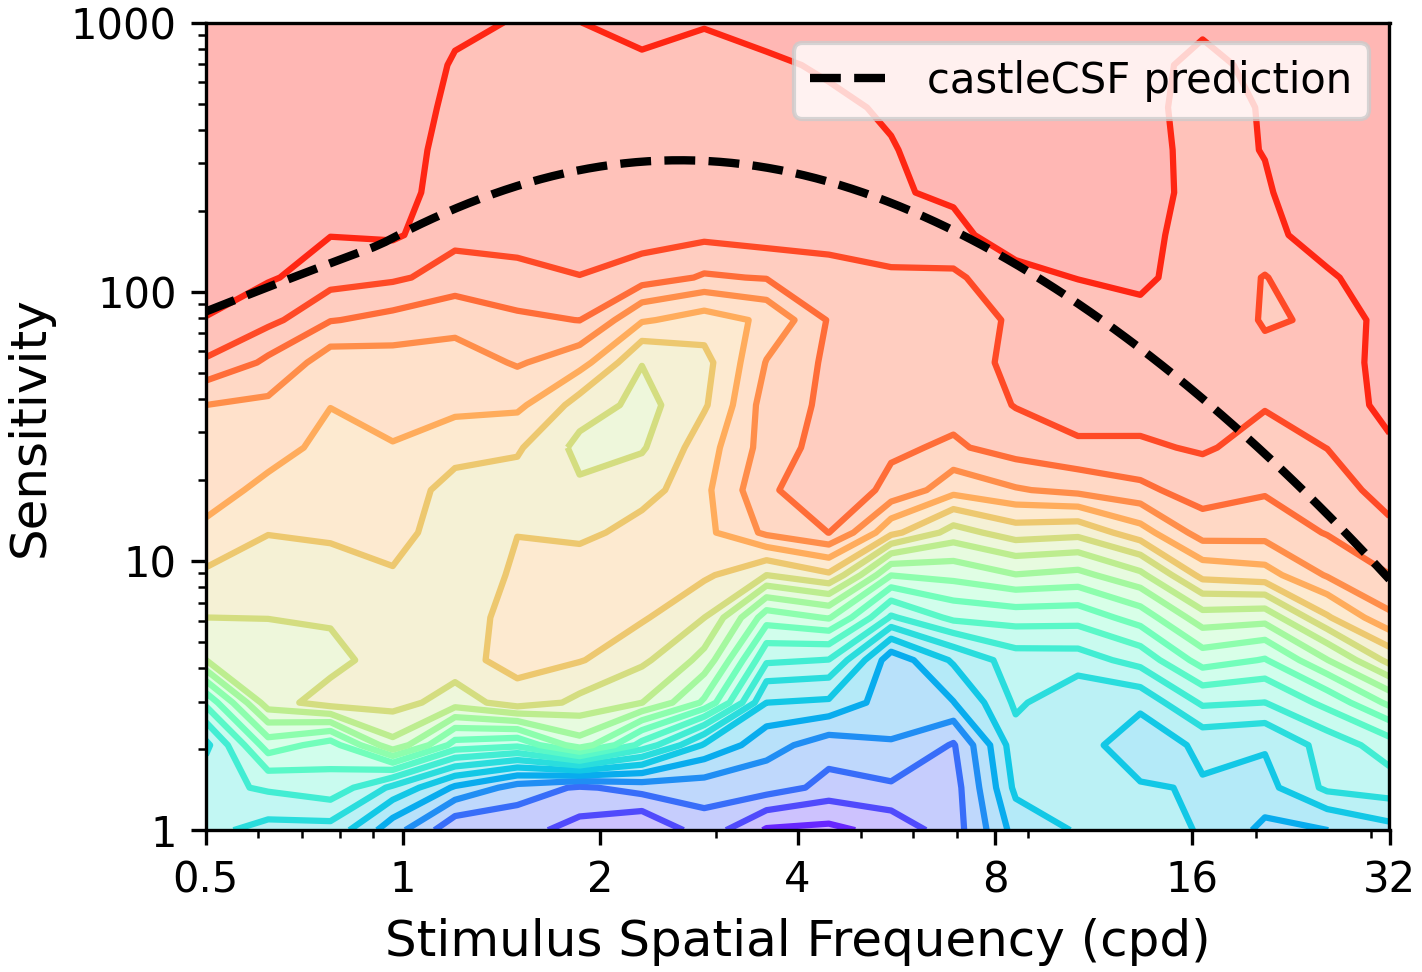 1000
100
10
1
Sensitivity
castleCSF prediction
0.5 1 2 4 8 16 32
Stimulus Spatial Frequency (cpd)